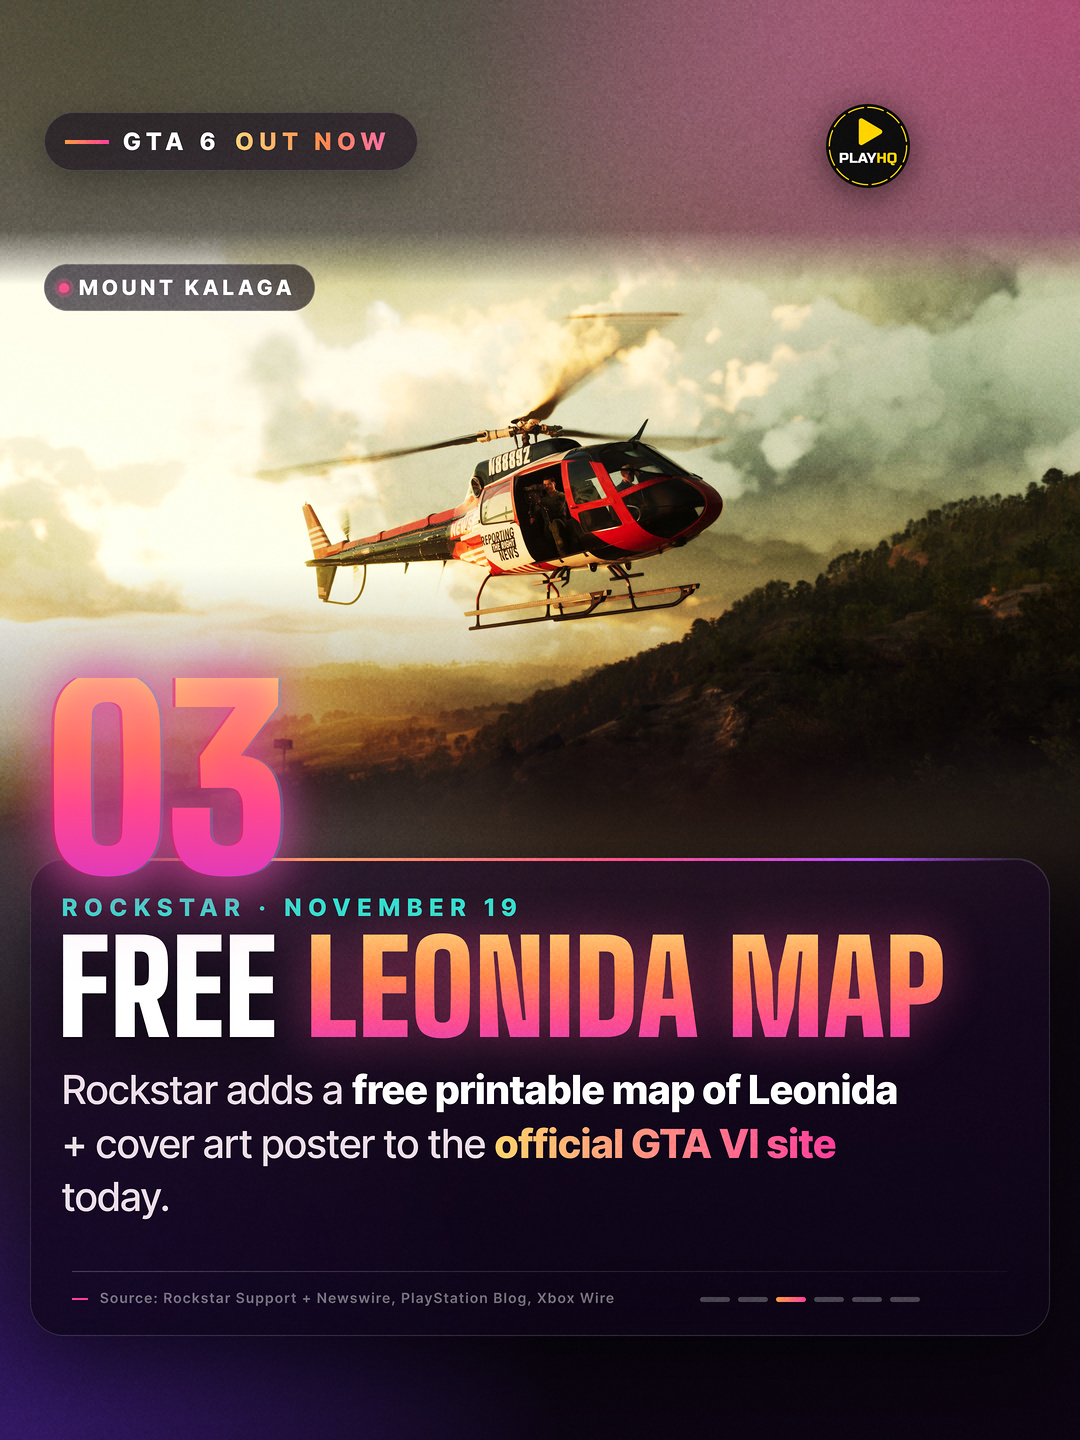 GTA 6 OUT NOW
PLAYHQ
MOUNT KALAGA
N88892
REPORTING
NEWS
03
ROCKSTAR · NOVEMBER 19
FREE LEONIDA MAP
Rockstar adds a free printable map of Leonida
+ cover art poster to the official GTA VI site
today.
Source: Rockstar Support + Newswire, PlayStation Blog, Xbox Wire